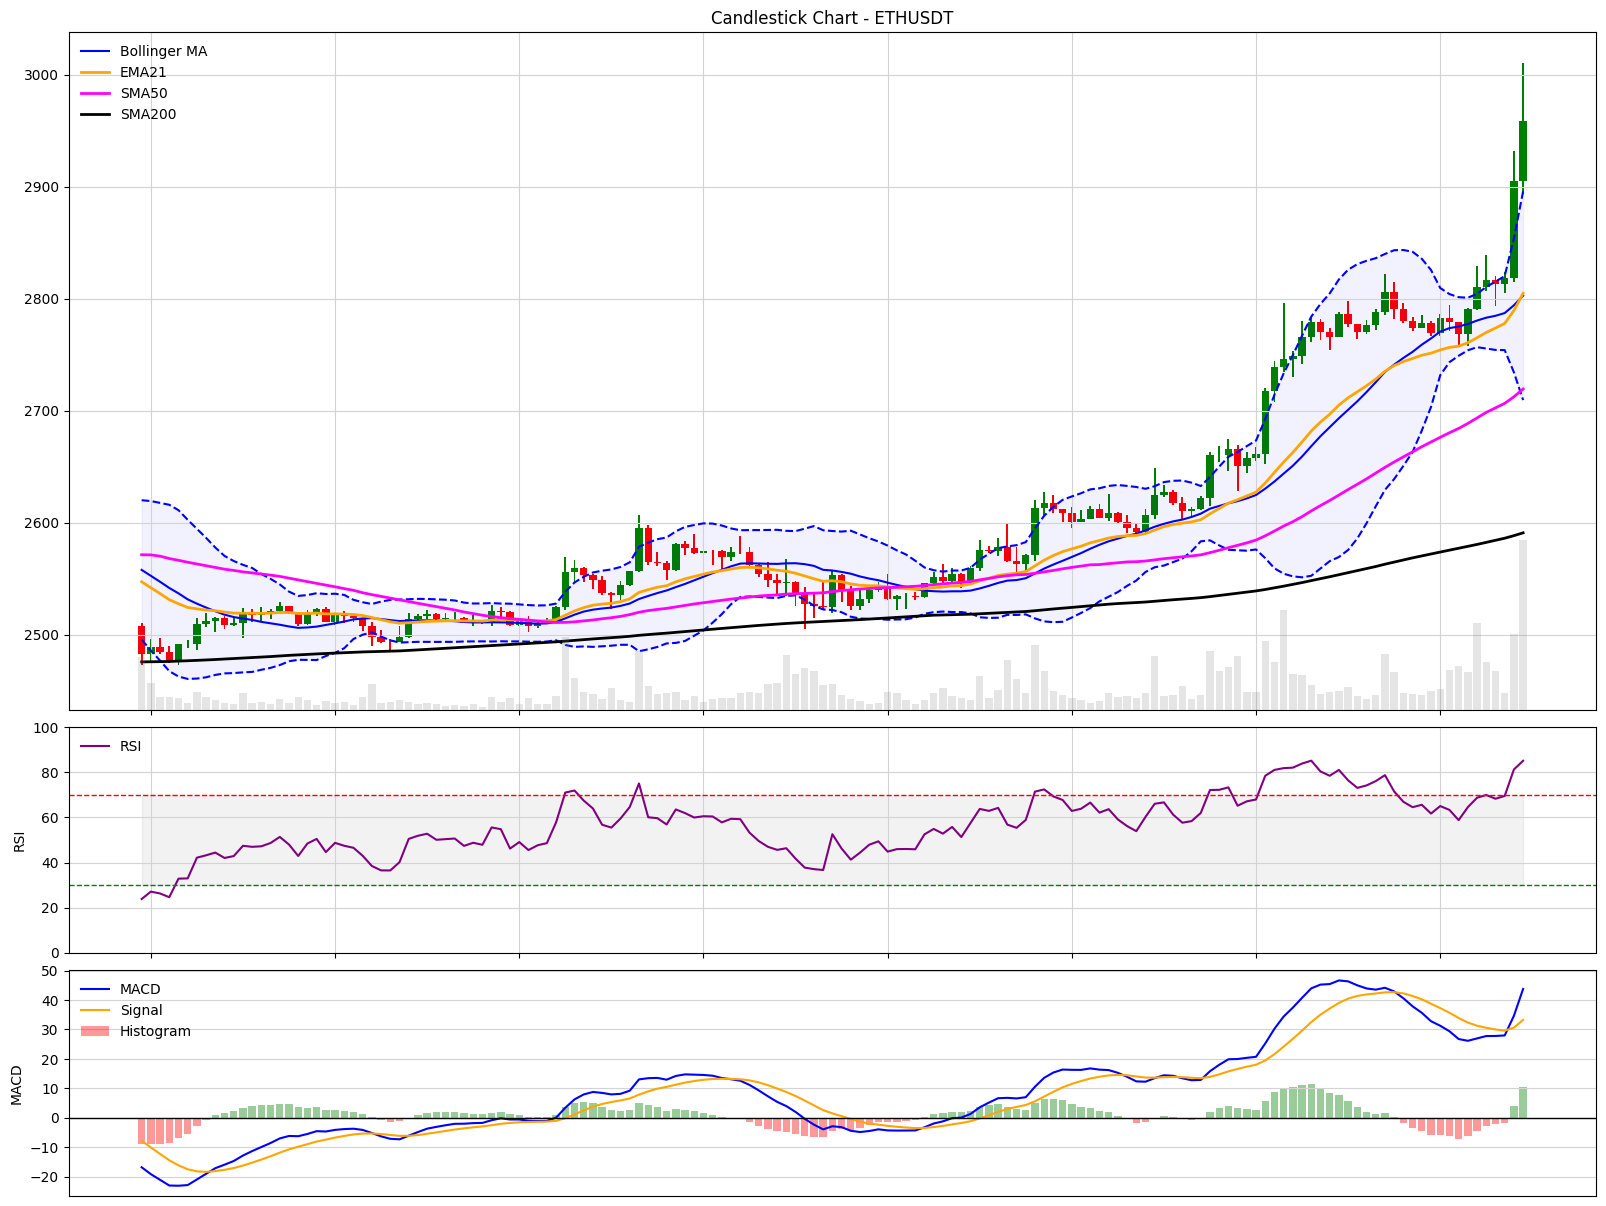 Candlestick Chart - ETHUSDT
Bollinger MA
EMA21
SMA50
SMA200
3000
2900
2800
2700
2600
2500
RSI
100
80
60
40
20
0
RSI
MACD
Signal
Histogram
50
40
30
20
10
0
−10
−20
MACD